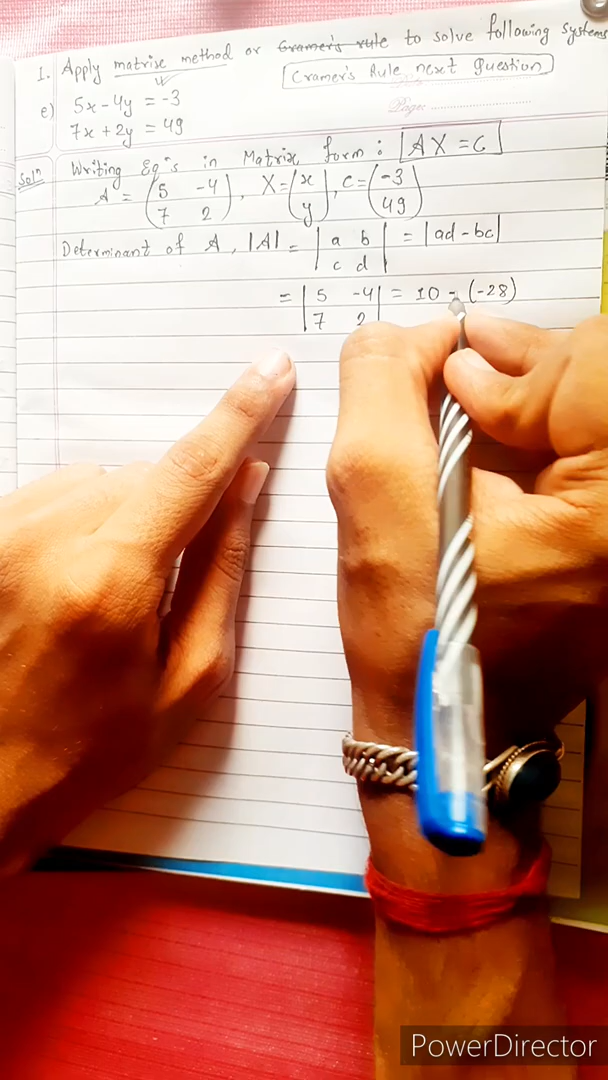 1. Apply matrix method or Cramer's rule to solve following systems
Cramer's Rule next question
e) 5x - 4y = -3
7x + 2y = 49
Page: ..............................
Solⁿ Writing Eqⁿs in Matrix form : AX = C
A = (5 -4 7 2), X = (x y), C = (-3 49)
Determinant of A, |A| = |a b c d| = |ad - bc|
= |5 -4 7 2| = 10 - (-28)
PowerDirector